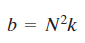 b = N²k